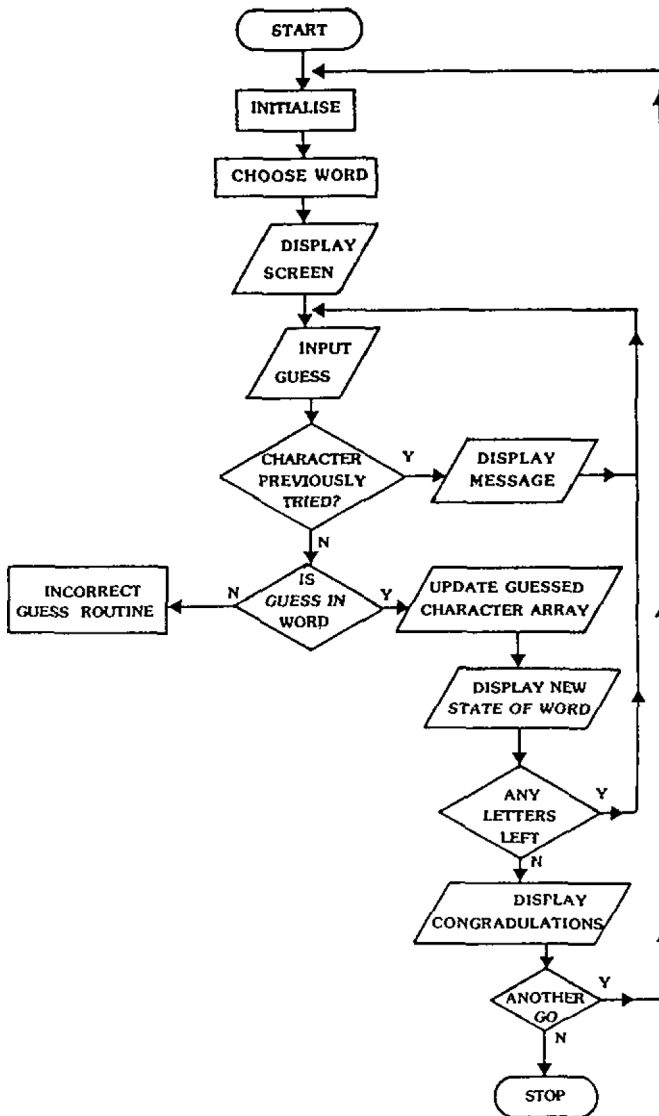 START
INITIALISE
CHOOSE WORD
DISPLAY
SCREEN
INPUT
GUESS
CHARACTER
PREVIOUSLY
TRIED?
Y
DISPLAY
MESSAGE
N
IS
GUESS IN
WORD
N
INCORRECT
GUESS ROUTINE
Y
UPDATE GUESSED
CHARACTER ARRAY
DISPLAY NEW
STATE OF WORD
ANY
LETTERS
LEFT
Y
N
DISPLAY
CONGRADULATIONS
ANOTHER
GO
Y
N
STOP